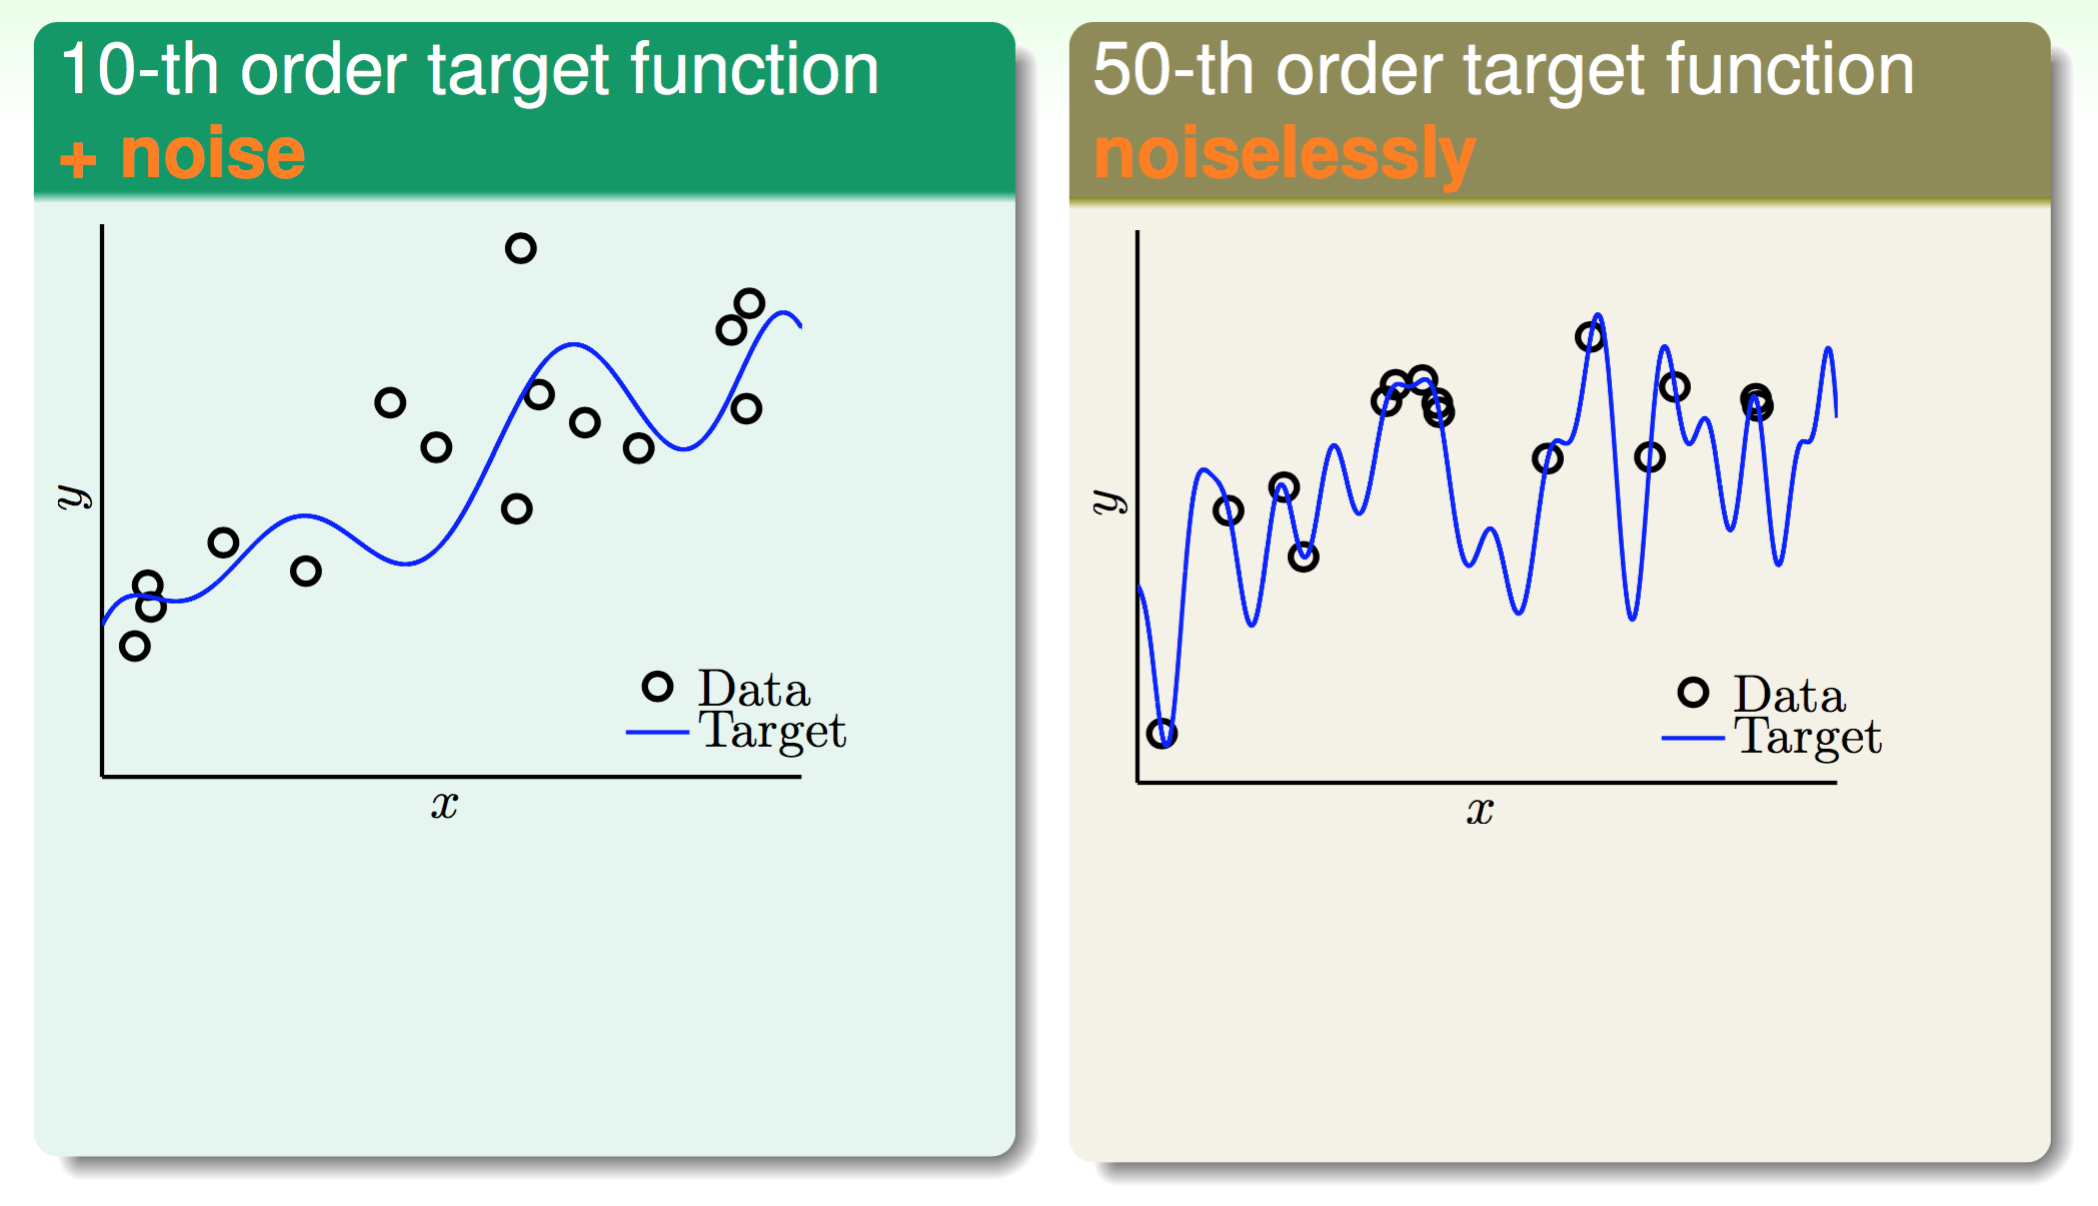 10-th order target function
+ noise
y
Data
Target
x
50-th order target function
noiselessly
y
Data
Target
x